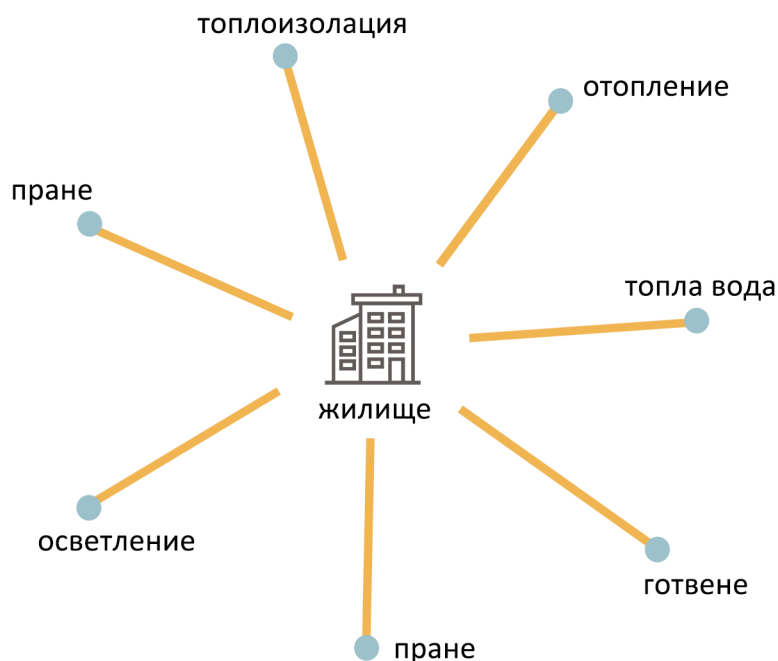 топлоизолация
отопление
пране
топла вода
жилище
осветление
готвене
пране